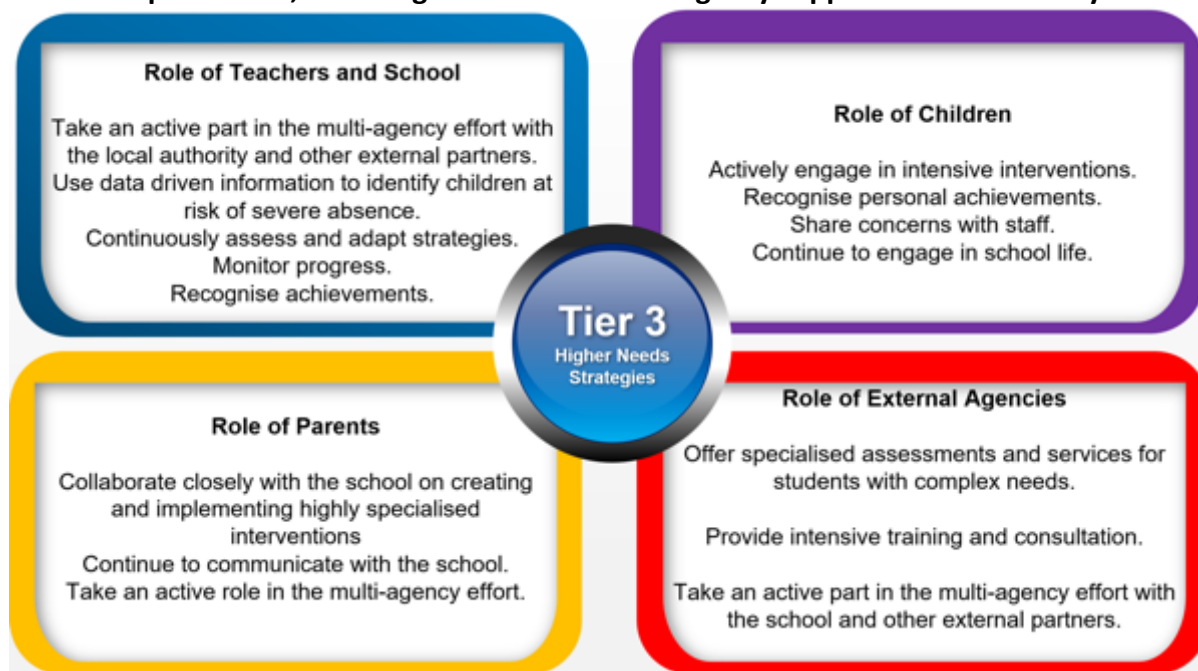 Role of Teachers and School
Take an active part in the multi-agency effort with
the local authority and other external partners.
Use data driven information to identify children at
risk of severe absence.
Continuously assess and adapt strategies.
Monitor progress.
Recognise achievements.
Role of Children
Actively engage in intensive interventions.
Recognise personal achievements.
Share concerns with staff.
Continue to engage in school life.
Tier 3
Higher Needs
Strategies
Role of Parents
Collaborate closely with the school on creating
and implementing highly specialised
interventions
Continue to communicate with the school.
Take an active role in the multi-agency effort.
Role of External Agencies
Offer specialised assessments and services for
students with complex needs.
Provide intensive training and consultation.
Take an active part in the multi-agency effort with
the school and other external partners.